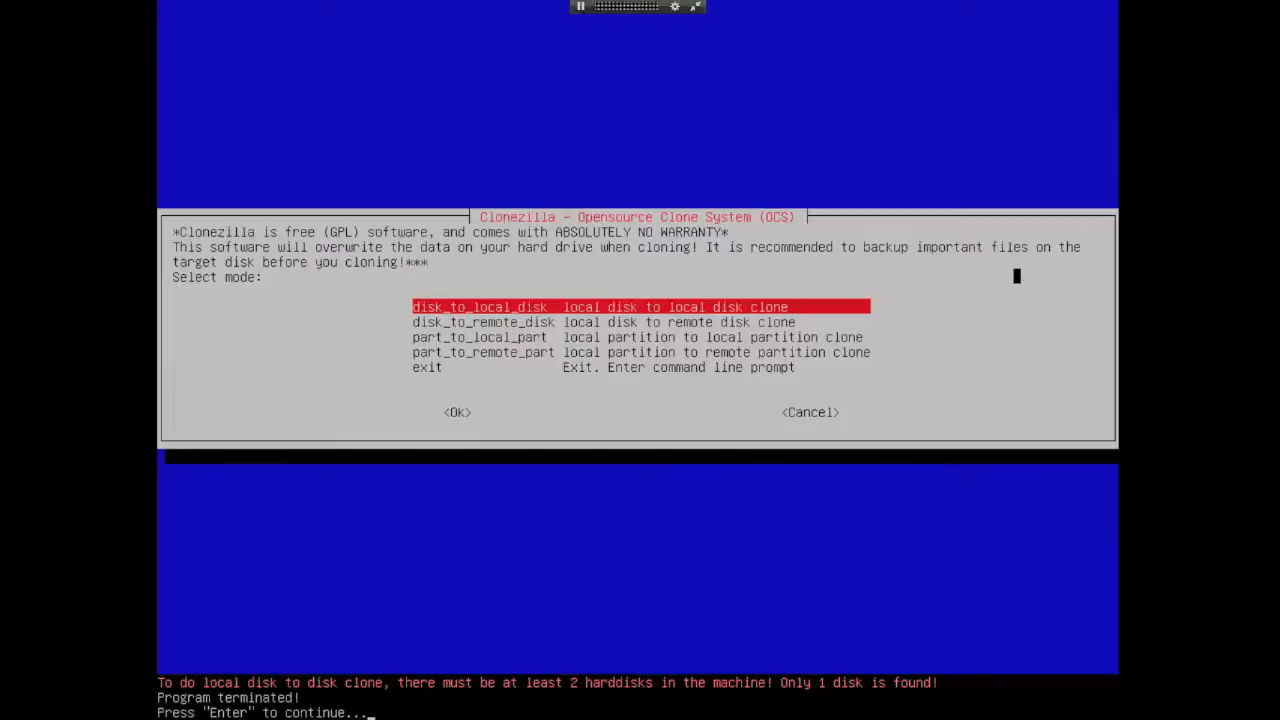 Clonezilla - Opensource Clone System (OCS)
*Clonezilla is free (GPL) software, and comes with ABSOLUTELY NO WARRANTY*
This software will overwrite the data on your hard drive when cloning! It is recommended to backup important files on the
target disk before you cloning!***
Select mode:
disk_to_local_disk local disk to local disk clone
disk_to_remote_disk local disk to remote disk clone
part_to_local_part local partition to local partition clone
part_to_remote_part local partition to remote partition clone
exit Exit. Enter command line prompt
<Ok> <Cancel>
To do local disk to disk clone, there must be at least 2 harddisks in the machine! Only 1 disk is found!
Program terminated!
Press "Enter" to continue..._